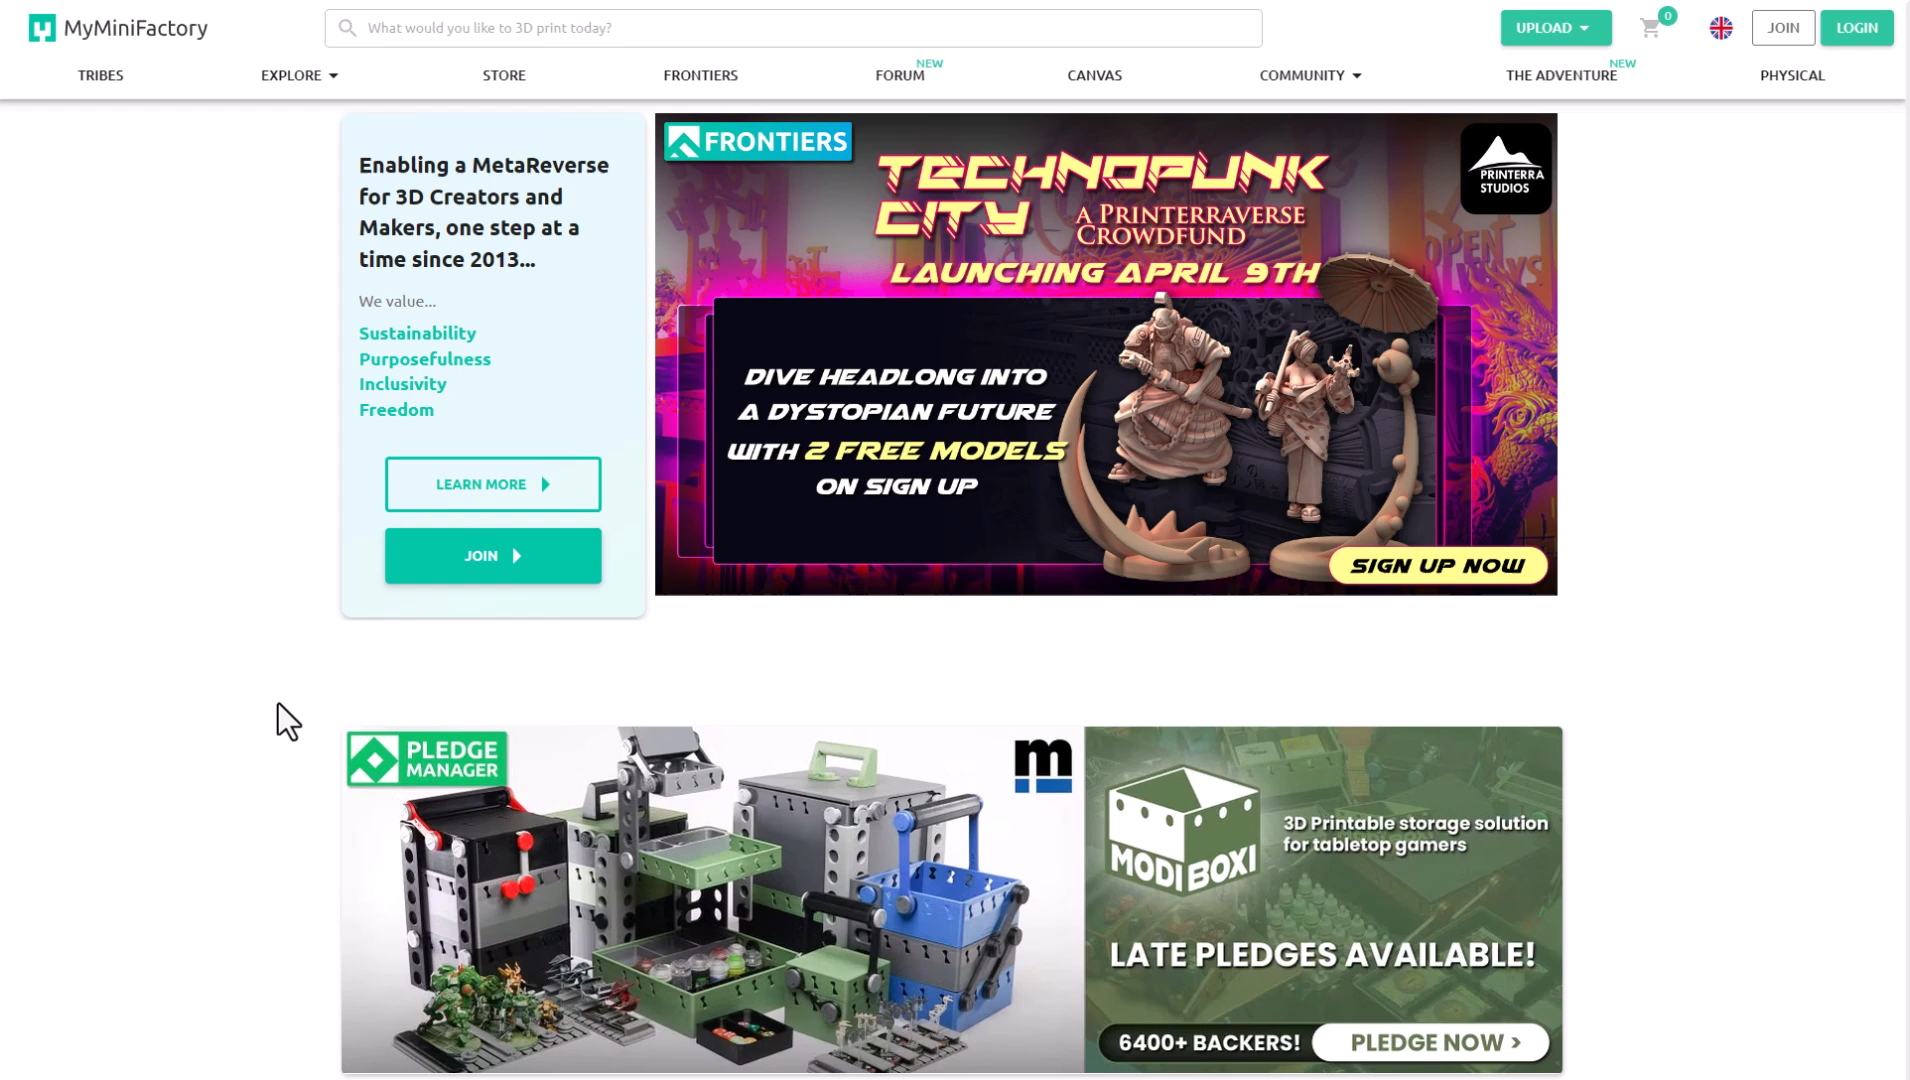 MyMiniFactory
What would you like to 3D print today?
UPLOAD
0
JOIN
LOGIN
TRIBES
EXPLORE
STORE
FRONTIERS
FORUM
NEW
CANVAS
COMMUNITY
THE ADVENTURE
NEW
PHYSICAL
Enabling a MetaReverse
for 3D Creators and
Makers, one step at a
time since 2013...
We value...
Sustainability
Purposefulness
Inclusivity
Freedom
LEARN MORE
JOIN
FRONTIERS
TECHNOPUNK
CITY
A PRINTERRAVERSE
CROWDFUND
LAUNCHING APRIL 9TH
PRINTERRA
STUDIOS
DIVE HEADLONG INTO
A DYSTOPIAN FUTURE
WITH 2 FREE MODELS
ON SIGN UP
SIGN UP NOW
PLEDGE
MANAGER
m
MODIBOXI
3D Printable storage solution
for tabletop gamers
LATE PLEDGES AVAILABLE!
6400+ BACKERS!
PLEDGE NOW >